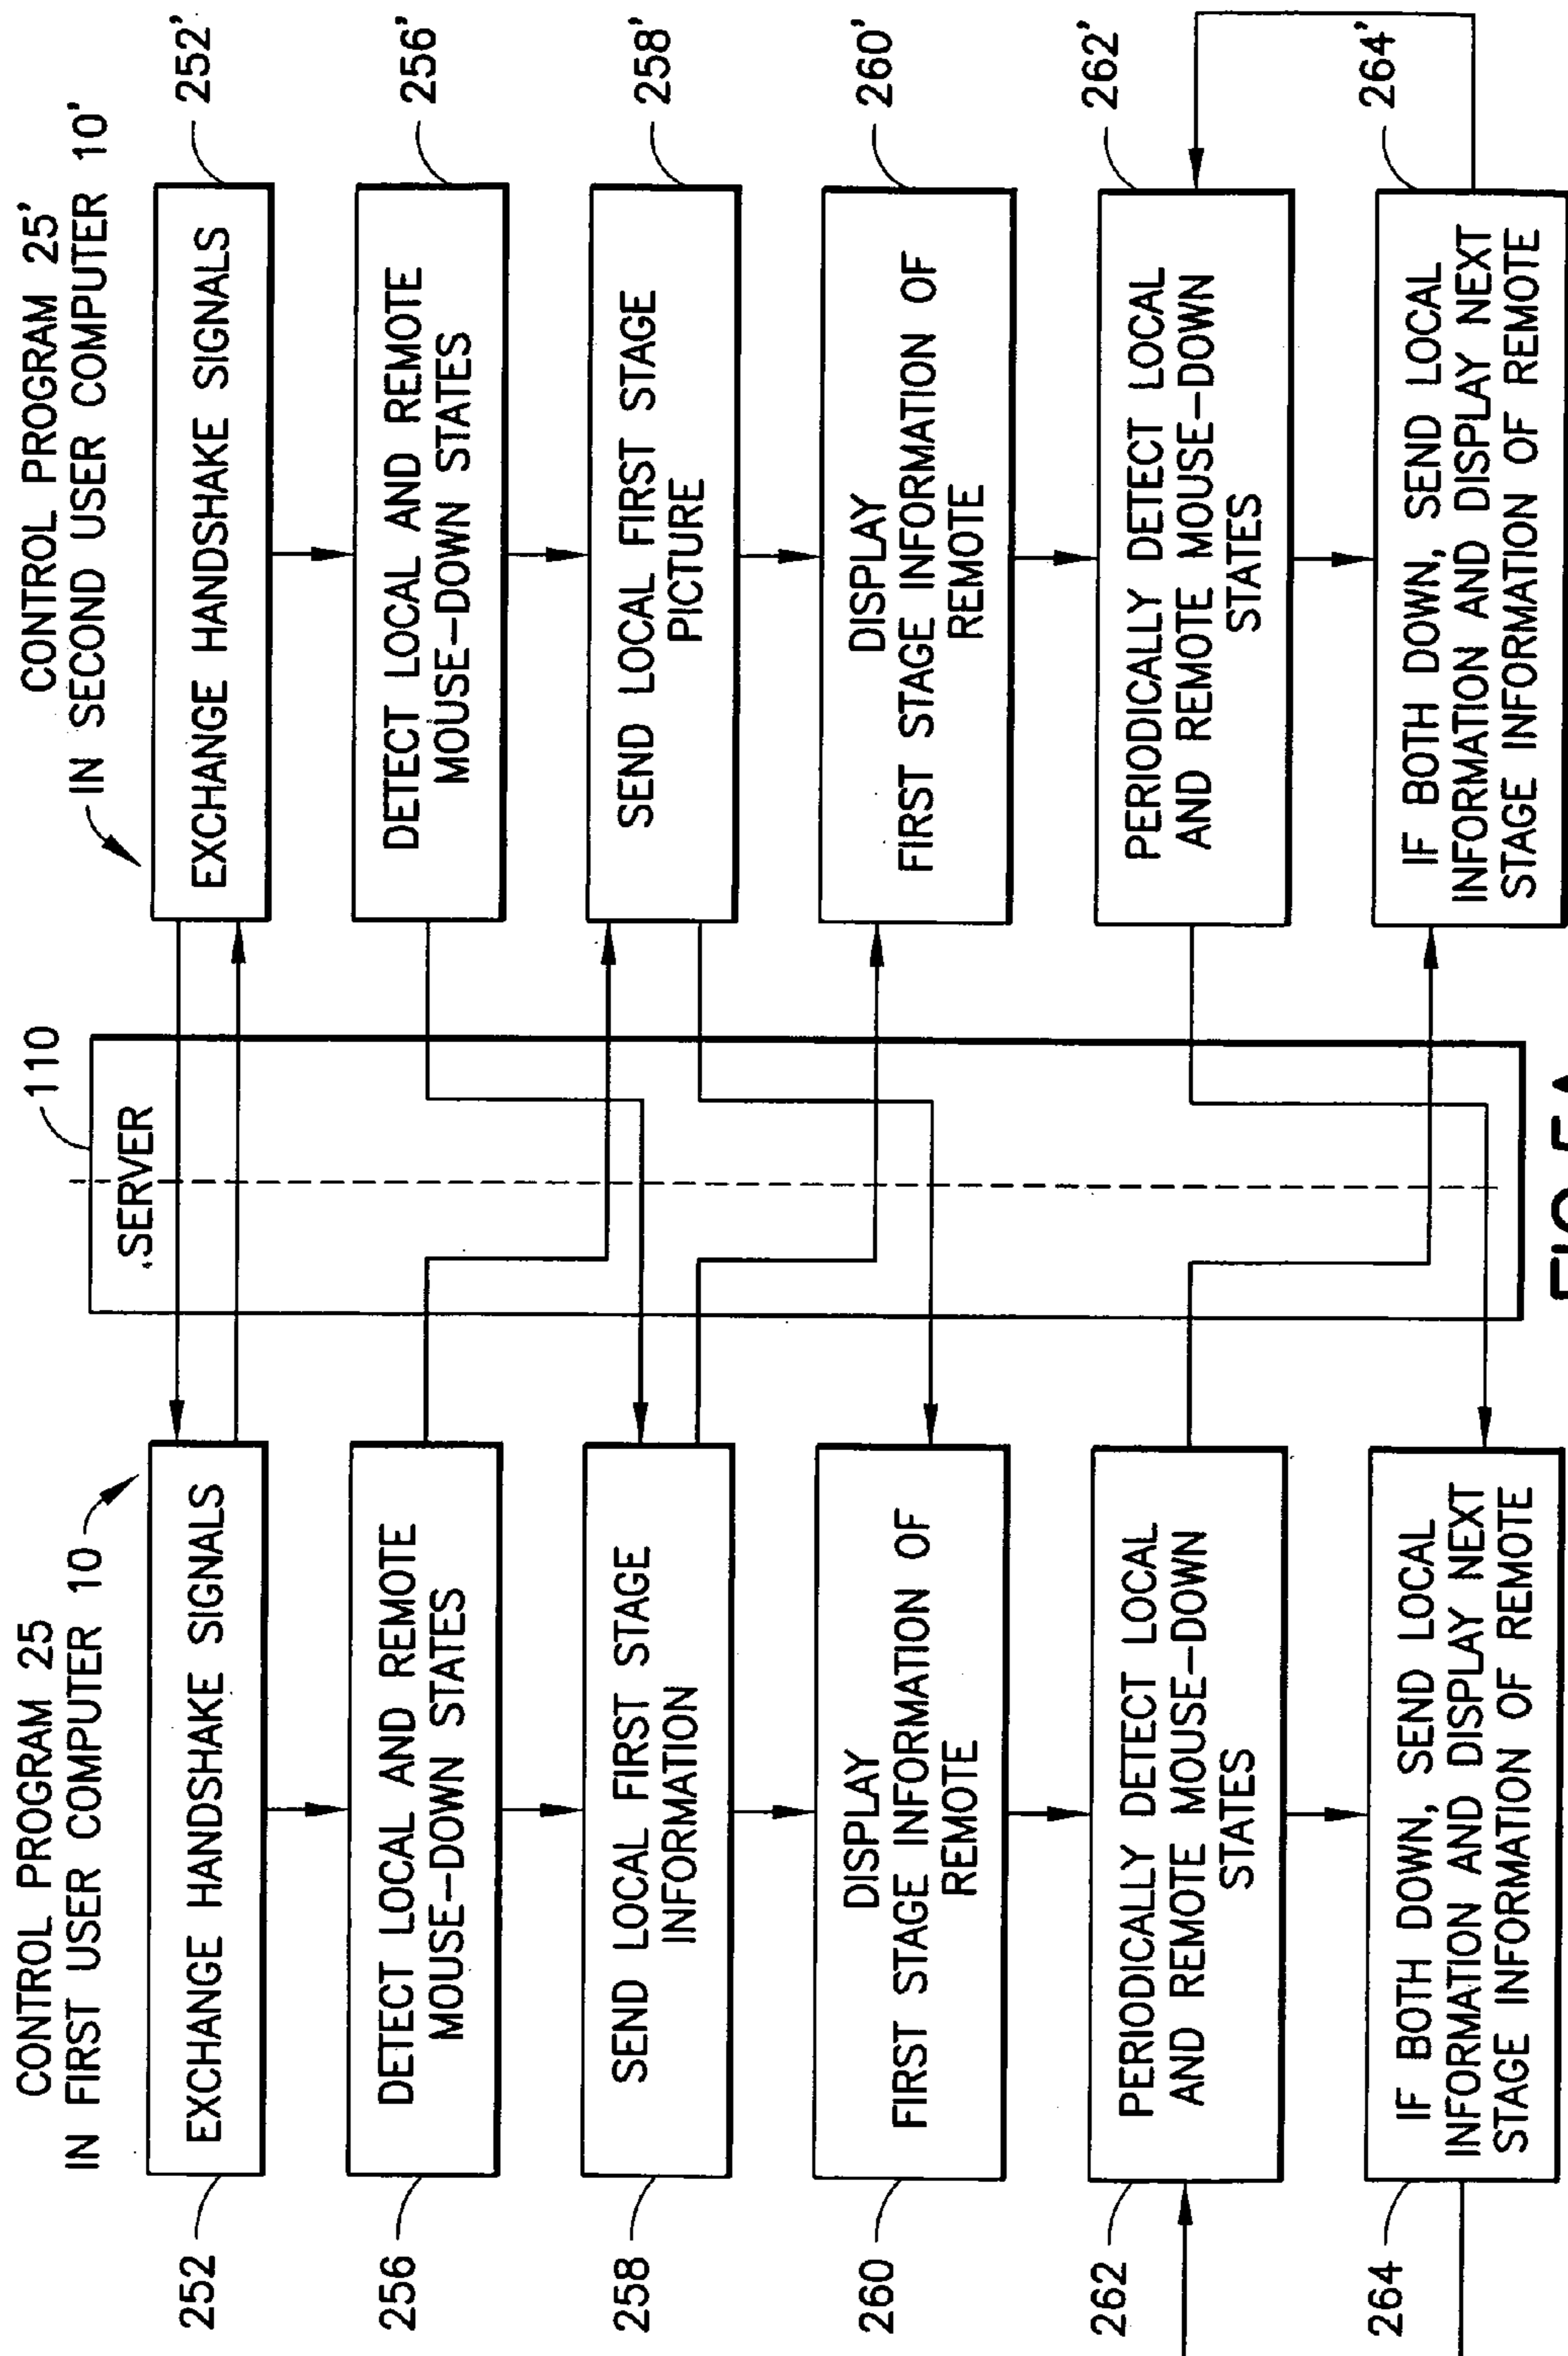 CONTROL PROGRAM 25
IN FIRST USER COMPUTER 10
252
EXCHANGE HANDSHAKE SIGNALS
256
DETECT LOCAL AND REMOTE
MOUSE-DOWN STATES
258
SEND LOCAL FIRST STAGE
INFORMATION
260
DISPLAY
FIRST STAGE INFORMATION OF
REMOTE
262
PERIODICALLY DETECT LOCAL
AND REMOTE MOUSE-DOWN
STATES
264
IF BOTH DOWN, SEND LOCAL
INFORMATION AND DISPLAY NEXT
STAGE INFORMATION OF REMOTE
110
SERVER
CONTROL PROGRAM 25'
IN SECOND USER COMPUTER 10'
EXCHANGE HANDSHAKE SIGNALS
252'
DETECT LOCAL AND REMOTE
MOUSE-DOWN STATES
256'
SEND LOCAL FIRST STAGE
PICTURE
258'
DISPLAY
FIRST STAGE INFORMATION OF
REMOTE
260'
PERIODICALLY DETECT LOCAL
AND REMOTE MOUSE-DOWN
STATES
262'
IF BOTH DOWN, SEND LOCAL
INFORMATION AND DISPLAY NEXT
STAGE INFORMATION OF REMOTE
264'